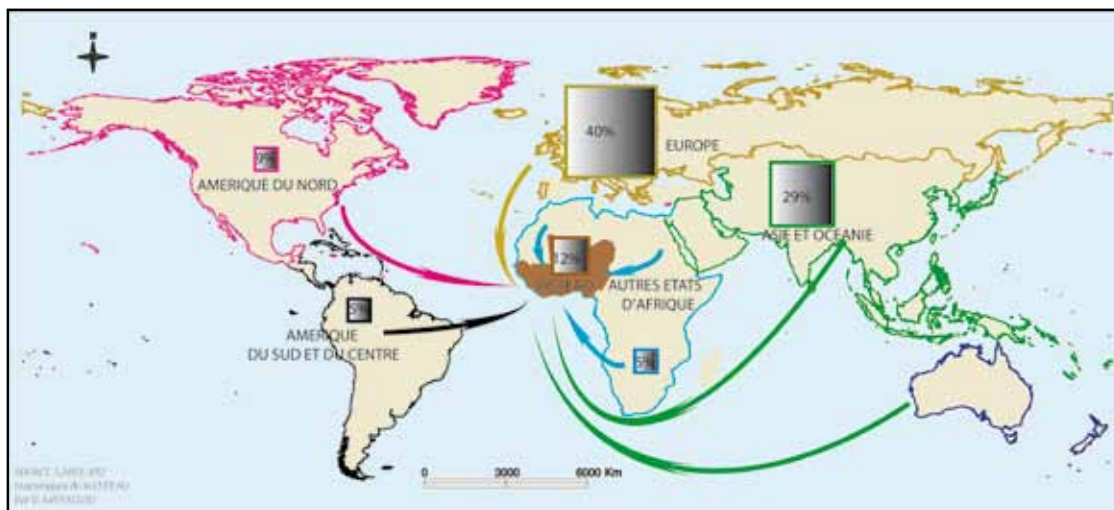 N
40%
EUROPE
9%
AMERIQUE DU NORD
29%
ASIE ET OCEANIE
12%
AUTRES ETATS
D'AFRIQUE
5%
AMERIQUE
DU SUD ET DU CENTRE
5%
0 3000 6000 Km